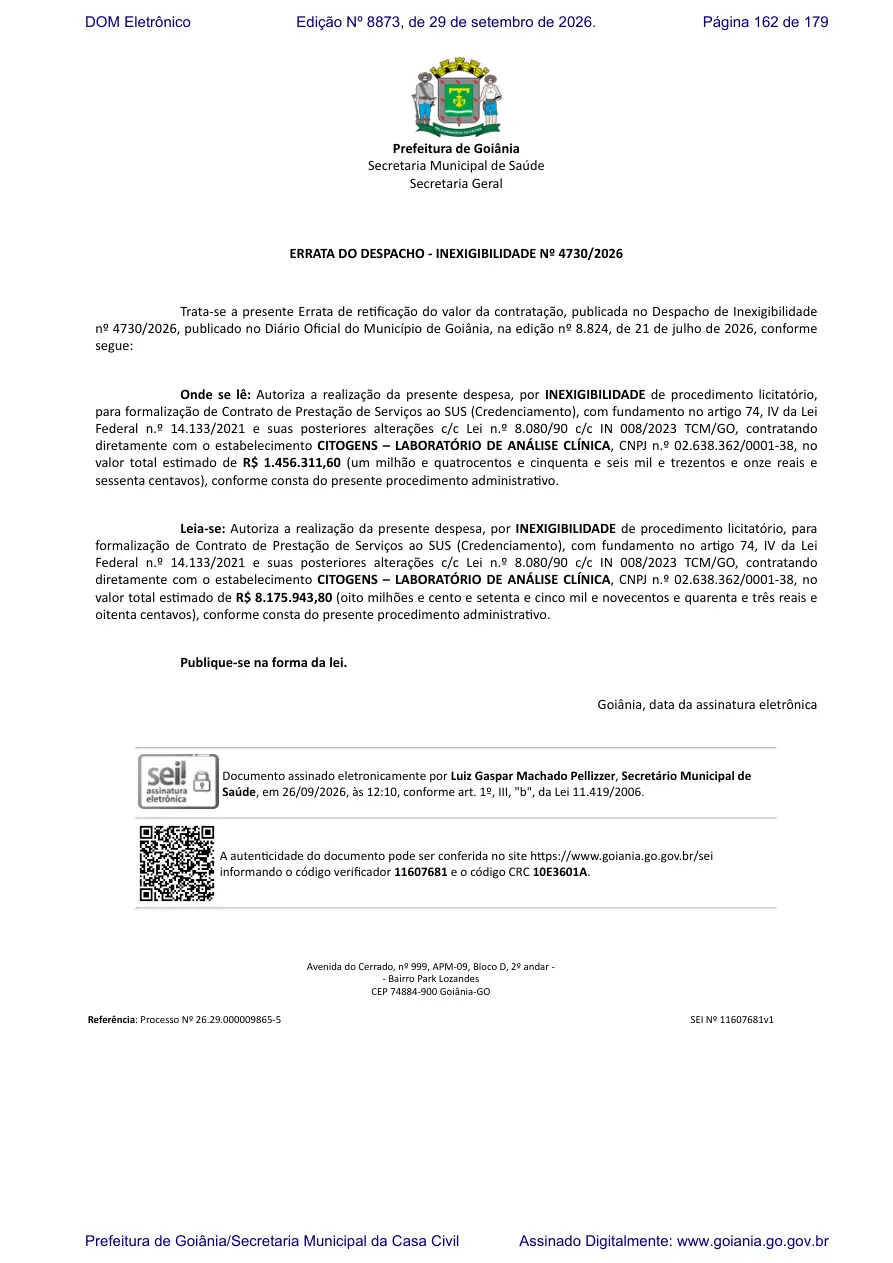 DOM Eletrônico Edição Nº 8873, de 29 de setembro de 2026. Página 162 de 179
Prefeitura de Goiânia
Secretaria Municipal de Saúde
Secretaria Geral
ERRATA DO DESPACHO - INEXIGIBILIDADE Nº 4730/2026
Trata-se a presente Errata de retificação do valor da contratação, publicada no Despacho de Inexigibilidade
nº 4730/2026, publicado no Diário Oficial do Município de Goiânia, na edição nº 8.824, de 21 de julho de 2026, conforme
segue:
Onde se lê: Autoriza a realização da presente despesa, por INEXIGIBILIDADE de procedimento licitatório,
para formalização de Contrato de Prestação de Serviços ao SUS (Credenciamento), com fundamento no artigo 74, IV da Lei
Federal n.º 14.133/2021 e suas posteriores alterações c/c Lei n.º 8.080/90 c/c IN 008/2023 TCM/GO, contratando
diretamente com o estabelecimento CITOGENS – LABORATÓRIO DE ANÁLISE CLÍNICA, CNPJ n.º 02.638.362/0001-38, no
valor total estimado de R$ 1.456.311,60 (um milhão e quatrocentos e cinquenta e seis mil e trezentos e onze reais e
sessenta centavos), conforme consta do presente procedimento administrativo.
Leia-se: Autoriza a realização da presente despesa, por INEXIGIBILIDADE de procedimento licitatório, para
formalização de Contrato de Prestação de Serviços ao SUS (Credenciamento), com fundamento no artigo 74, IV da Lei
Federal n.º 14.133/2021 e suas posteriores alterações c/c Lei n.º 8.080/90 c/c IN 008/2023 TCM/GO, contratando
diretamente com o estabelecimento CITOGENS – LABORATÓRIO DE ANÁLISE CLÍNICA, CNPJ n.º 02.638.362/0001-38, no
valor total estimado de R$ 8.175.943,80 (oito milhões e cento e setenta e cinco mil e novecentos e quarenta e três reais e
oitenta centavos), conforme consta do presente procedimento administrativo.
Publique-se na forma da lei.
Goiânia, data da assinatura eletrônica
sei!
assinatura
eletrônica
Documento assinado eletronicamente por Luiz Gaspar Machado Pellizzer, Secretário Municipal de
Saúde, em 26/09/2026, às 12:10, conforme art. 1º, III, "b", da Lei 11.419/2006.
A autenticidade do documento pode ser conferida no site https://www.goiania.go.gov.br/sei
informando o código verificador 11607681 e o código CRC 10E3601A.
Avenida do Cerrado, nº 999, APM-09, Bloco D, 2º andar -
- Bairro Park Lozandes
CEP 74884-900 Goiânia-GO
Referência: Processo Nº 26.29.000009865-5 SEI Nº 11607681v1
Prefeitura de Goiânia/Secretaria Municipal da Casa Civil Assinado Digitalmente: www.goiania.go.gov.br